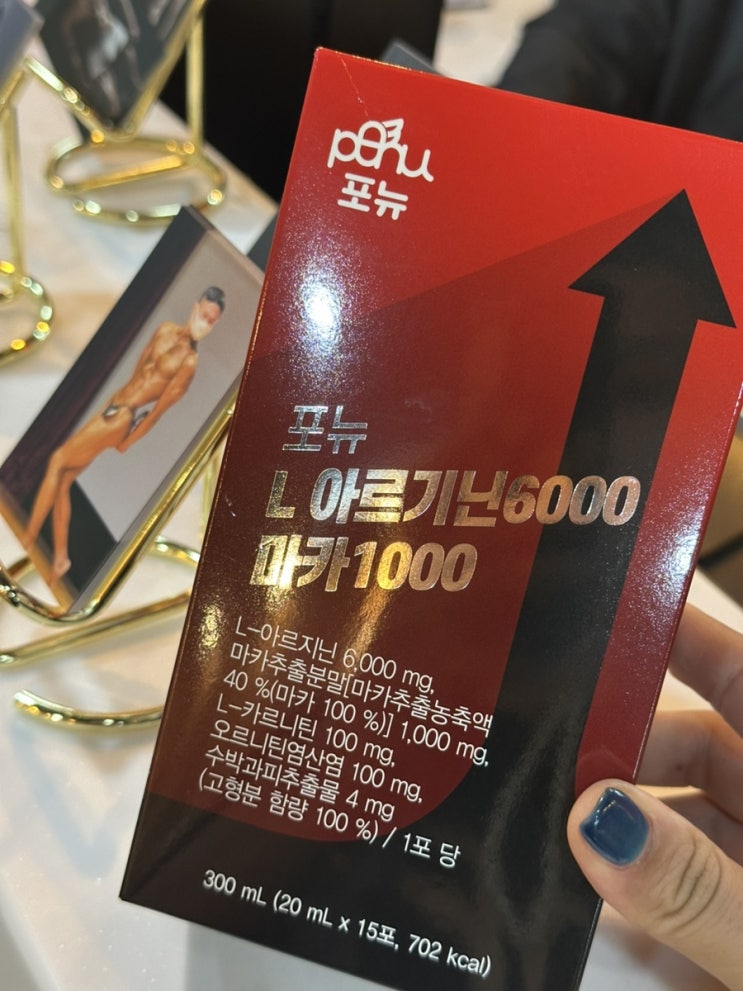 pohu
포뉴
포뉴
L 아르기닌6000
마카1000
L-아르지닌 6,000 mg,
마카추출분말[마카추출농축액
40 %(마카 100 %)] 1,000 mg,
L-카르니틴 100 mg,
오르니틴염산염 100 mg,
수박과피추출물 4 mg
(고형분 함량 100 %) / 1포 당
300 mL (20 mL x 15포, 702 kcal)